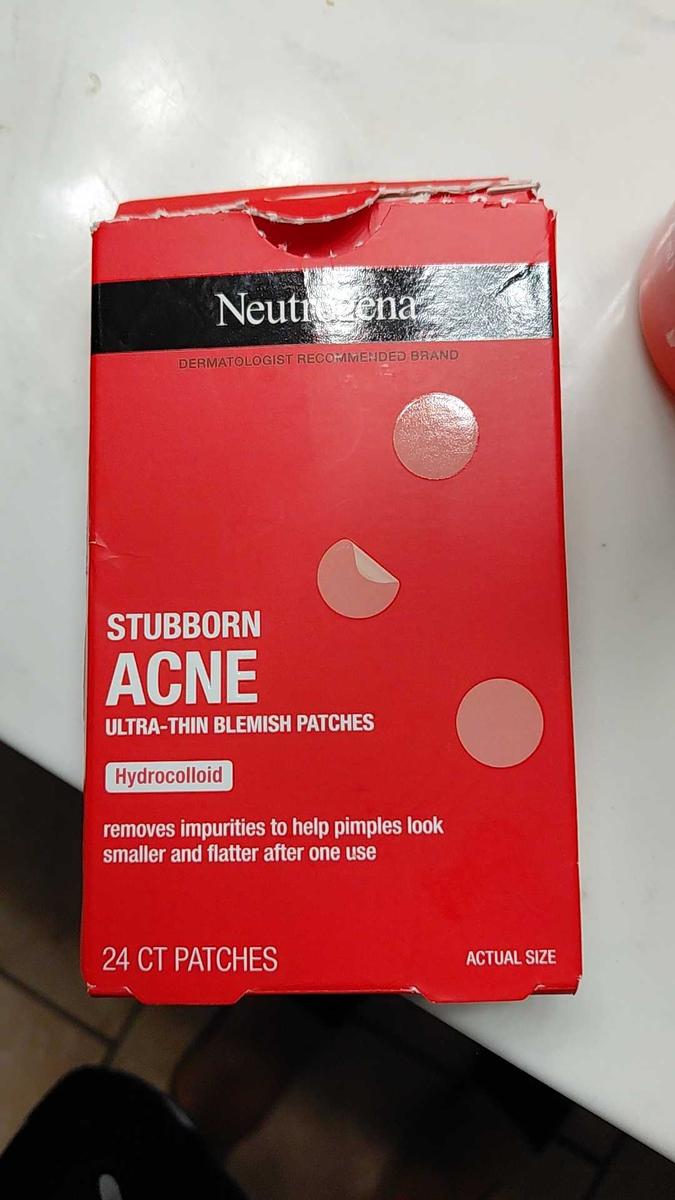 Neutrogena
DERMATOLOGIST RECOMMENDED BRAND
STUBBORN
ACNE
ULTRA-THIN BLEMISH PATCHES
Hydrocolloid
removes impurities to help pimples look
smaller and flatter after one use
24 CT PATCHES
ACTUAL SIZE